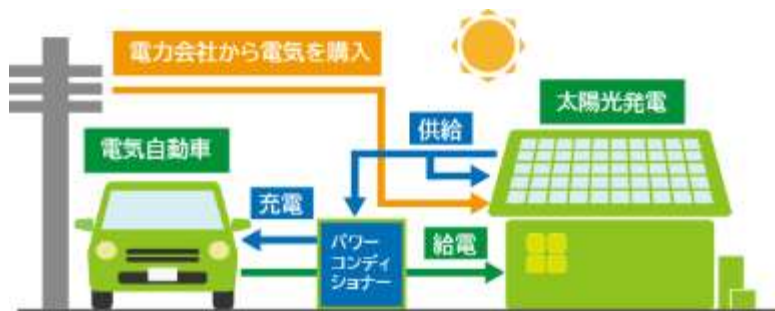 電力会社から電気を購入
太陽光発電
供給
電気自動車
充電
パワー
コンディ
ショナー
給電